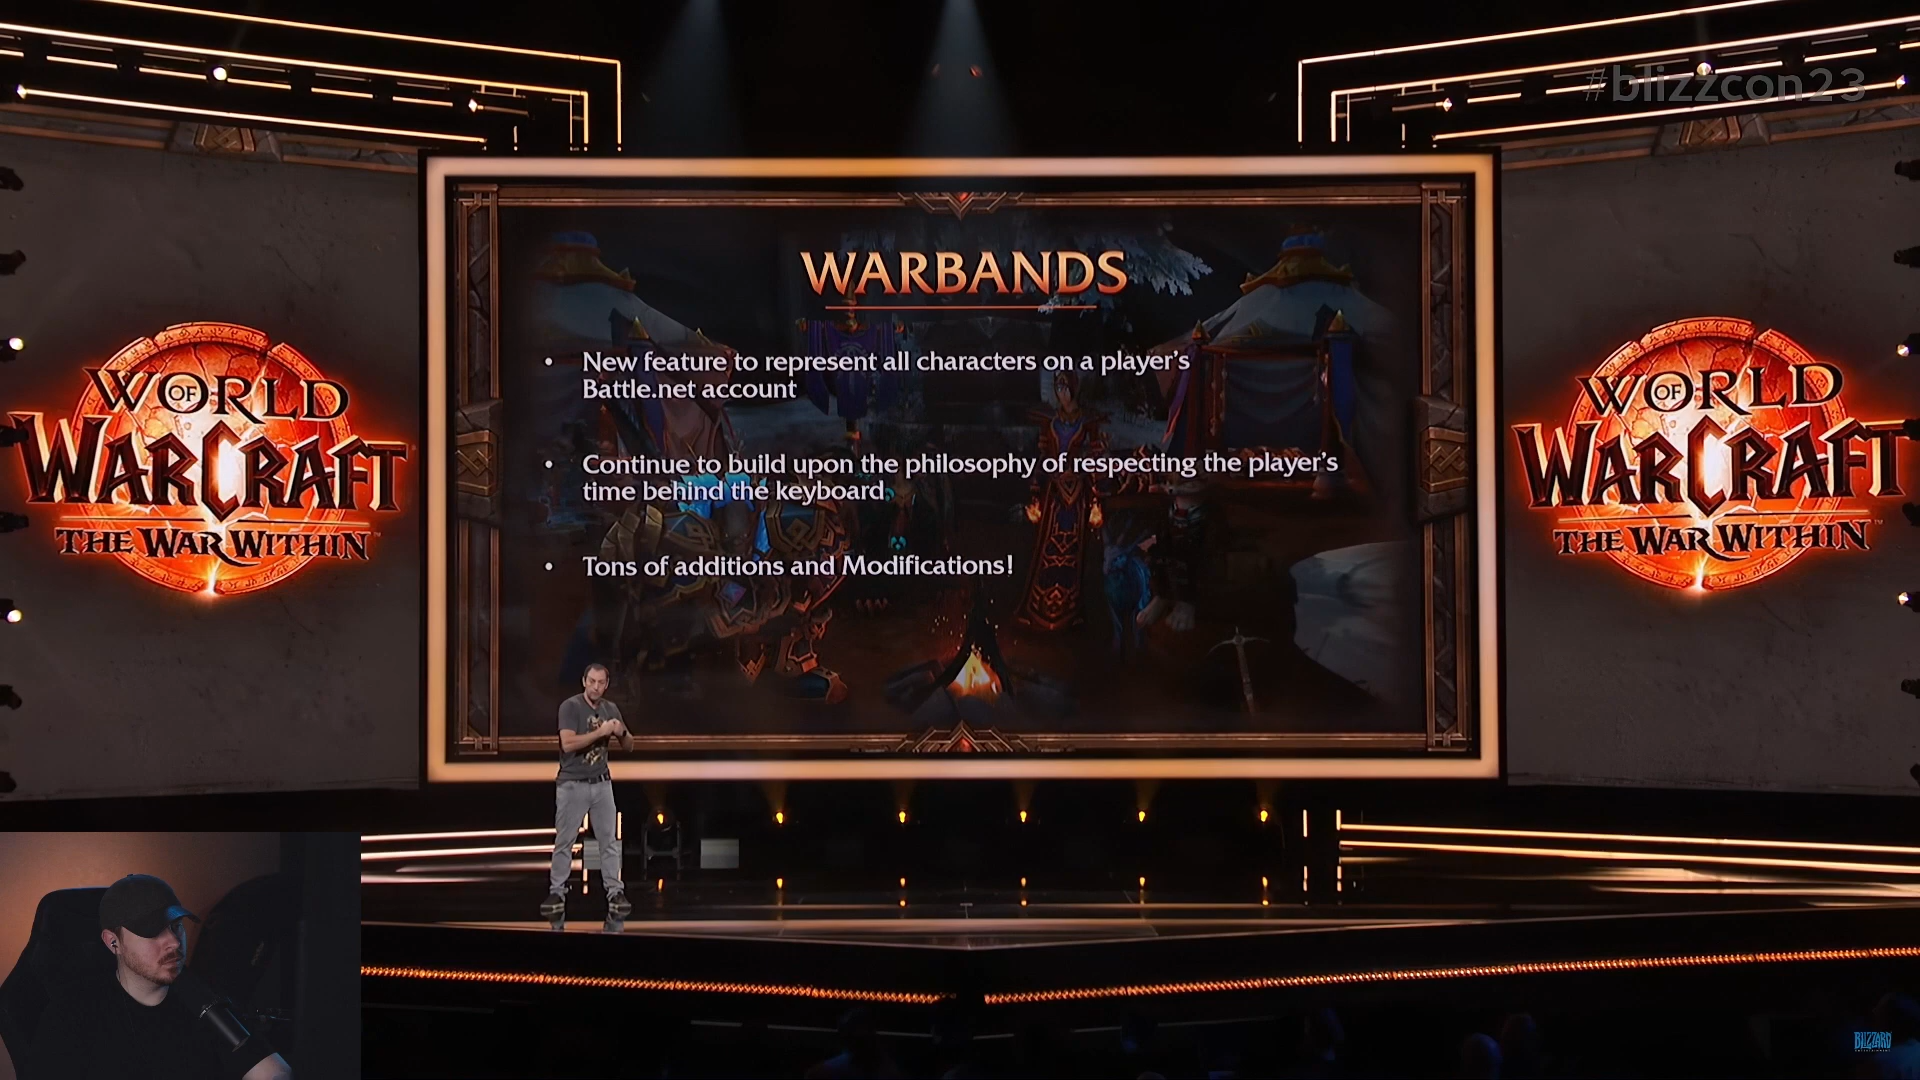 #blizzcon23
WARBANDS
• New feature to represent all characters on a player's
Battle.net account
• Continue to build upon the philosophy of respecting the player's
time behind the keyboard
• Tons of additions and Modifications!
WORLD
OF
WARCRAFT
THE WAR WITHIN
WORLD
OF
WARCRAFT
THE WAR WITHIN
BLIZZARD
ENTERTAINMENT